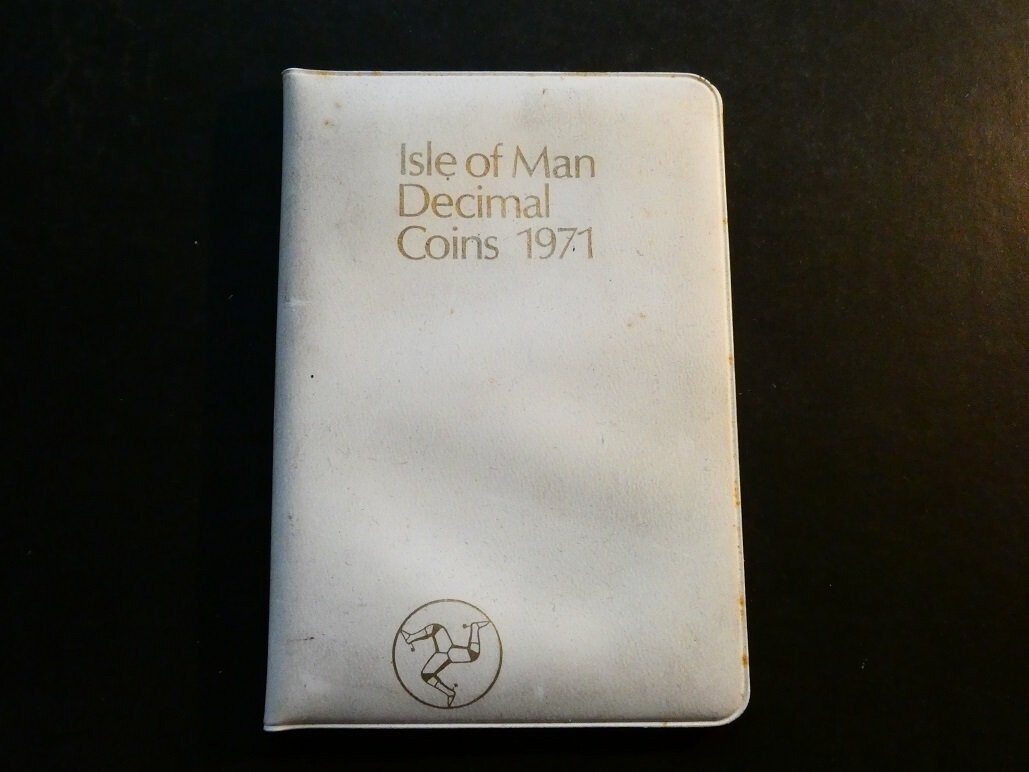 Isle of Man
Decimal
Coins 1971